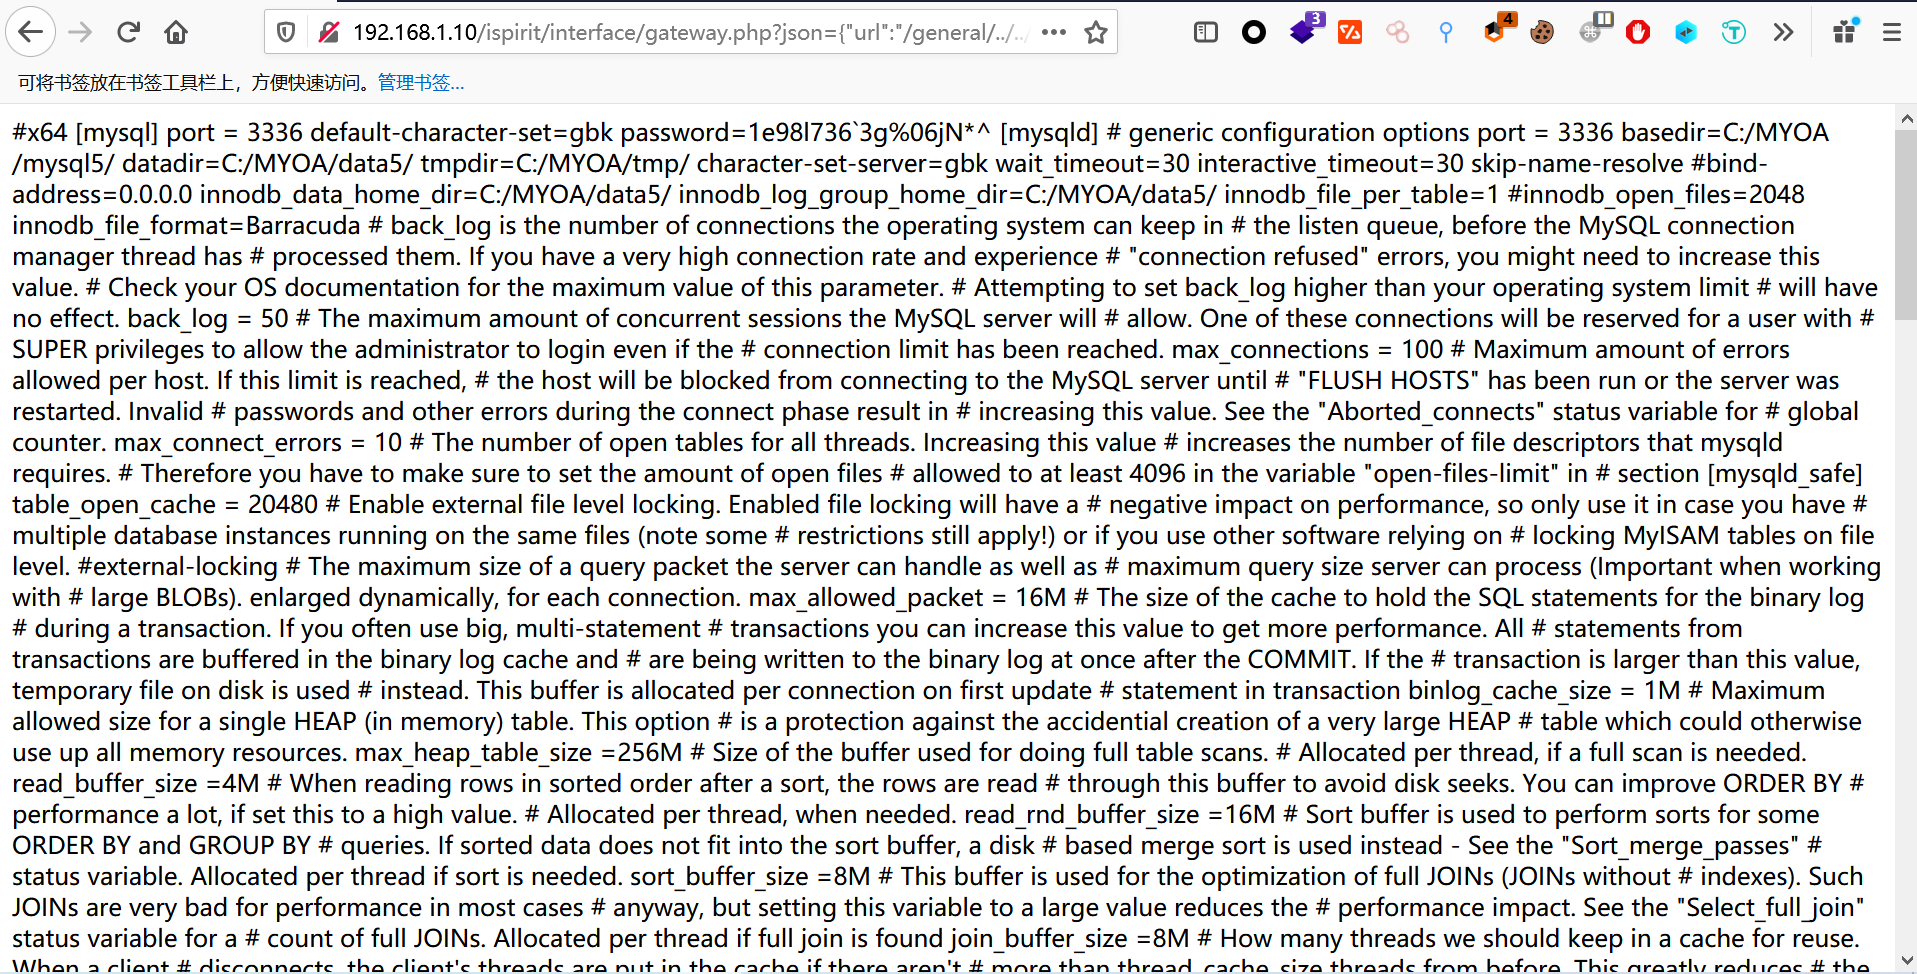 192.168.1.10/ispirit/interface/gateway.php?json={"url":"/general/../../
3
4
可将书签放在书签工具栏上，方便快速访问。管理书签...
#x64 [mysql] port = 3336 default-character-set=gbk password=1e98l736`3g%06jN*^ [mysqld] # generic configuration options port = 3336 basedir=C:/MYOA
/mysql5/ datadir=C:/MYOA/data5/ tmpdir=C:/MYOA/tmp/ character-set-server=gbk wait_timeout=30 interactive_timeout=30 skip-name-resolve #bind-
address=0.0.0.0 innodb_data_home_dir=C:/MYOA/data5/ innodb_log_group_home_dir=C:/MYOA/data5/ innodb_file_per_table=1 #innodb_open_files=2048
innodb_file_format=Barracuda # back_log is the number of connections the operating system can keep in # the listen queue, before the MySQL connection
manager thread has # processed them. If you have a very high connection rate and experience # "connection refused" errors, you might need to increase this
value. # Check your OS documentation for the maximum value of this parameter. # Attempting to set back_log higher than your operating system limit # will have
no effect. back_log = 50 # The maximum amount of concurrent sessions the MySQL server will # allow. One of these connections will be reserved for a user with #
SUPER privileges to allow the administrator to login even if the # connection limit has been reached. max_connections = 100 # Maximum amount of errors
allowed per host. If this limit is reached, # the host will be blocked from connecting to the MySQL server until # "FLUSH HOSTS" has been run or the server was
restarted. Invalid # passwords and other errors during the connect phase result in # increasing this value. See the "Aborted_connects" status variable for # global
counter. max_connect_errors = 10 # The number of open tables for all threads. Increasing this value # increases the number of file descriptors that mysqld
requires. # Therefore you have to make sure to set the amount of open files # allowed to at least 4096 in the variable "open-files-limit" in # section [mysqld_safe]
table_open_cache = 20480 # Enable external file level locking. Enabled file locking will have a # negative impact on performance, so only use it in case you have #
multiple database instances running on the same files (note some # restrictions still apply!) or if you use other software relying on # locking MyISAM tables on file
level. #external-locking # The maximum size of a query packet the server can handle as well as # maximum query size server can process (Important when working
with # large BLOBs). enlarged dynamically, for each connection. max_allowed_packet = 16M # The size of the cache to hold the SQL statements for the binary log
# during a transaction. If you often use big, multi-statement # transactions you can increase this value to get more performance. All # statements from
transactions are buffered in the binary log cache and # are being written to the binary log at once after the COMMIT. If the # transaction is larger than this value,
temporary file on disk is used # instead. This buffer is allocated per connection on first update # statement in transaction binlog_cache_size = 1M # Maximum
allowed size for a single HEAP (in memory) table. This option # is a protection against the accidential creation of a very large HEAP # table which could otherwise
use up all memory resources. max_heap_table_size =256M # Size of the buffer used for doing full table scans. # Allocated per thread, if a full scan is needed.
read_buffer_size =4M # When reading rows in sorted order after a sort, the rows are read # through this buffer to avoid disk seeks. You can improve ORDER BY #
performance a lot, if set this to a high value. # Allocated per thread, when needed. read_rnd_buffer_size =16M # Sort buffer is used to perform sorts for some
ORDER BY and GROUP BY # queries. If sorted data does not fit into the sort buffer, a disk # based merge sort is used instead - See the "Sort_merge_passes" #
status variable. Allocated per thread if sort is needed. sort_buffer_size =8M # This buffer is used for the optimization of full JOINs (JOINs without # indexes). Such
JOINs are very bad for performance in most cases # anyway, but setting this variable to a large value reduces the # performance impact. See the "Select_full_join"
status variable for a # count of full JOINs. Allocated per thread if full join is found join_buffer_size =8M # How many threads we should keep in a cache for reuse.
When a client # disconnects, the client's threads are put in the cache if there aren't # more than thread_cache_size threads from before. This greatly reduces # the